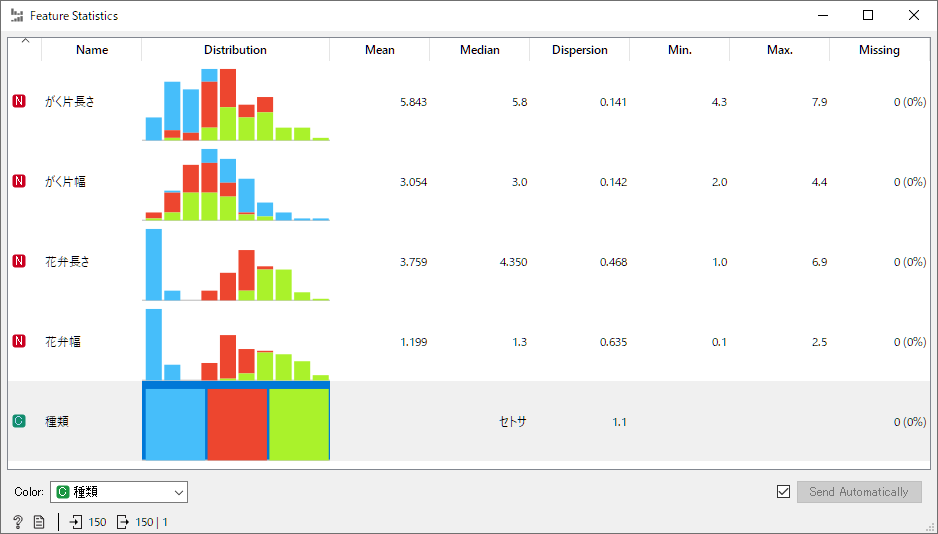 Feature Statistics
Name Distribution Mean Median Dispersion Min. Max. Missing
N がく片長さ 5.843 5.8 0.141 4.3 7.9 0 (0%)
N がく片幅 3.054 3.0 0.142 2.0 4.4 0 (0%)
N 花弁長さ 3.759 4.350 0.468 1.0 6.9 0 (0%)
N 花弁幅 1.199 1.3 0.635 0.1 2.5 0 (0%)
C 種類 セトサ 1.1 0 (0%)
Color: C 種類 Send Automatically
? 150 150 | 1